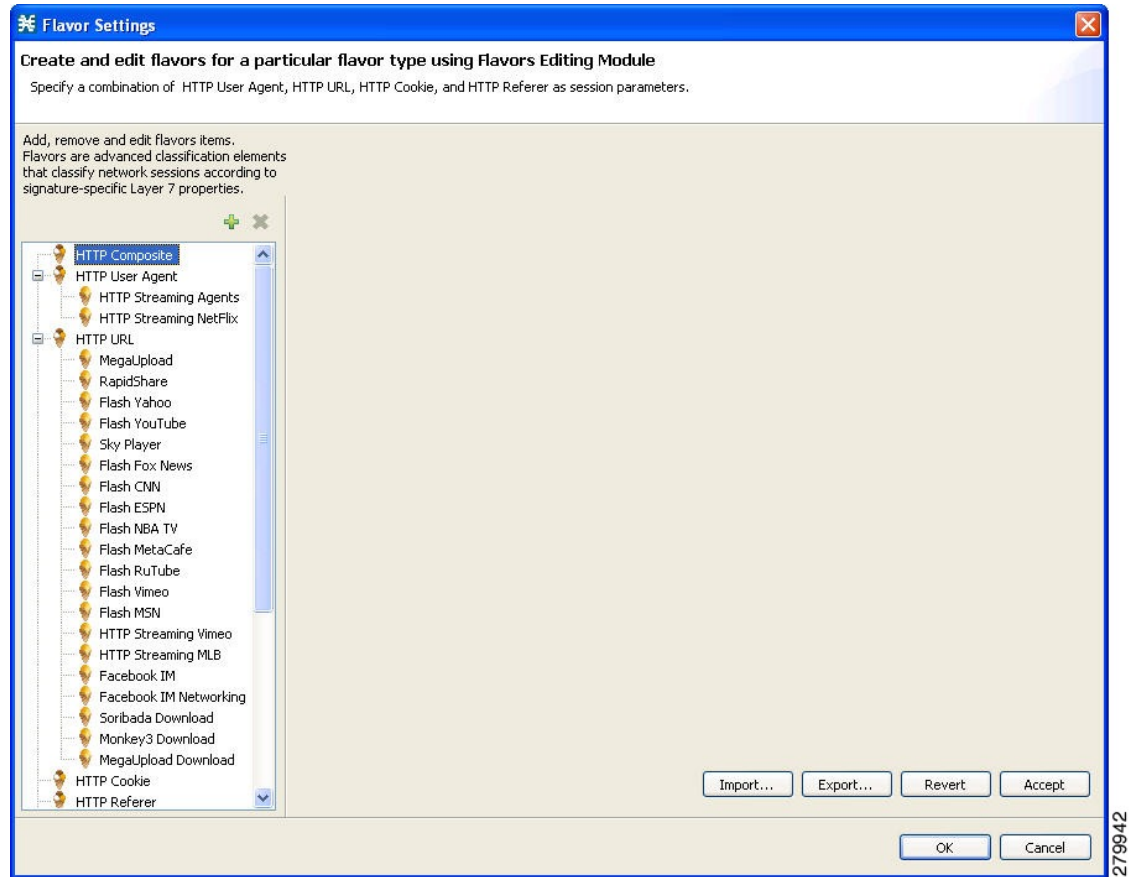 Flavor Settings
Create and edit flavors for a particular flavor type using Flavors Editing Module
Specify a combination of HTTP User Agent, HTTP URL, HTTP Cookie, and HTTP Referer as session parameters.
Add, remove and edit flavors items.
Flavors are advanced classification elements
that classify network sessions according to
signature-specific Layer 7 properties.
HTTP Composite
HTTP User Agent
HTTP Streaming Agents
HTTP Streaming NetFlix
HTTP URL
MegaUpload
RapidShare
Flash Yahoo
Flash YouTube
Sky Player
Flash Fox News
Flash CNN
Flash ESPN
Flash NBA TV
Flash MetaCafe
Flash RuTube
Flash Vimeo
Flash MSN
HTTP Streaming Vimeo
HTTP Streaming MLB
Facebook IM
Facebook IM Networking
Soribada Download
Monkey3 Download
MegaUpload Download
HTTP Cookie
HTTP Referer
Import... Export... Revert Accept
OK Cancel
279942